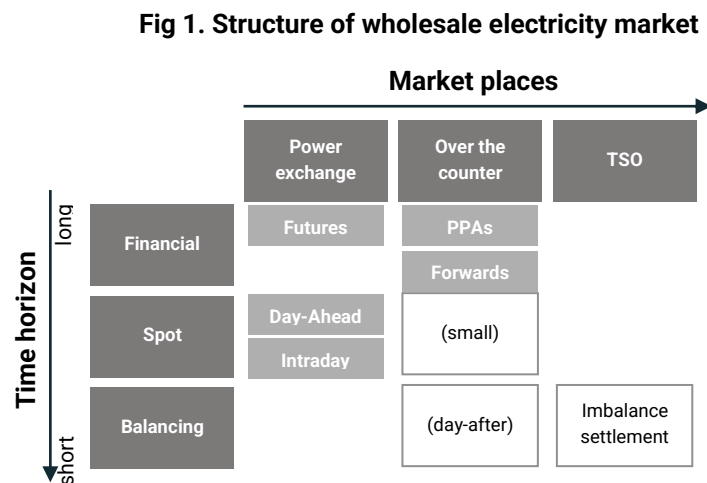 Fig 1. Structure of wholesale electricity market
Market places
Power
exchange
Over the
counter
TSO
Time horizon
long
short
Financial
Futures
PPAs
Forwards
Spot
Day-Ahead
Intraday
(small)
Balancing
(day-after)
Imbalance
settlement